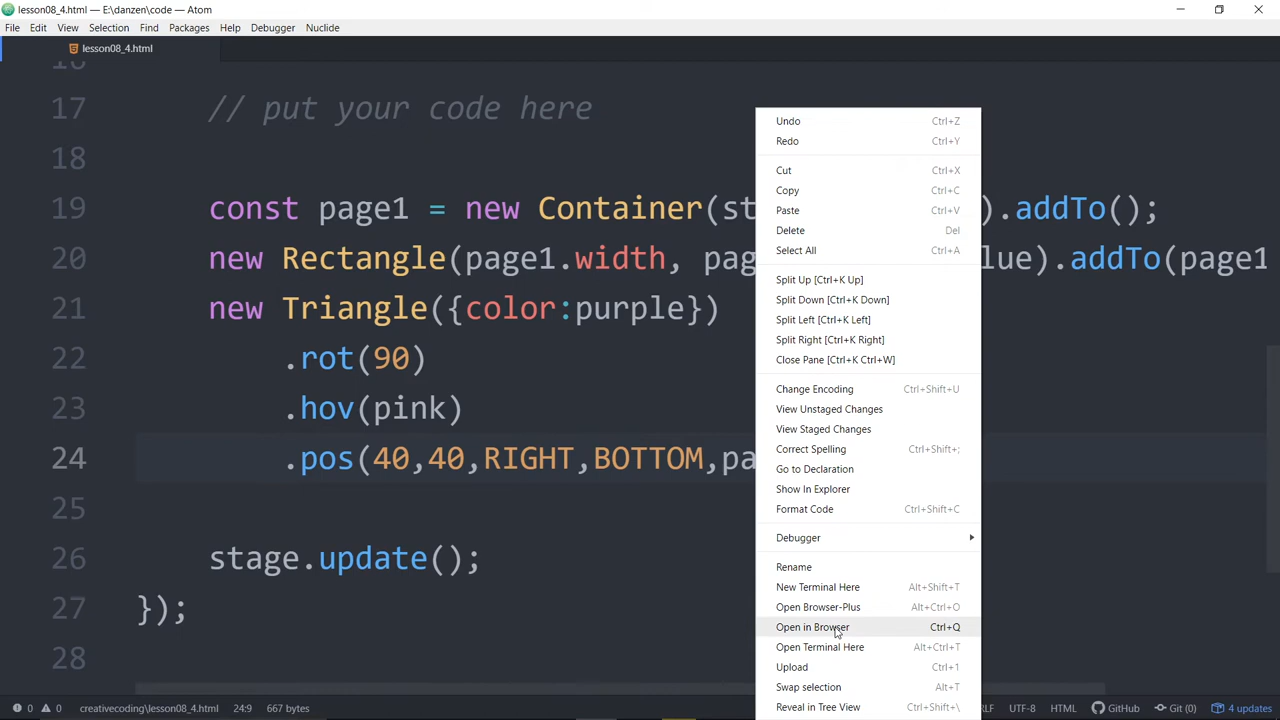 lesson08_4.html — E:\danzen\code — Atom
File Edit View Selection Find Packages Help Debugger Nuclide
lesson08_4.html
16
17 // put your code here
18
19 const page1 = new Container(st ).addTo();
20 new Rectangle(page1.width, pag lue).addTo(page1
21 new Triangle({color:purple})
22 .rot(90)
23 .hov(pink)
24 .pos(40,40,RIGHT,BOTTOM,pa
25
26 stage.update();
27 });
28
Undo Ctrl+Z
Redo Ctrl+Y
Cut Ctrl+X
Copy Ctrl+C
Paste Ctrl+V
Delete Del
Select All Ctrl+A
Split Up [Ctrl+K Up]
Split Down [Ctrl+K Down]
Split Left [Ctrl+K Left]
Split Right [Ctrl+K Right]
Close Pane [Ctrl+K Ctrl+W]
Change Encoding Ctrl+Shift+U
View Unstaged Changes
View Staged Changes
Correct Spelling Ctrl+Shift+;
Go to Declaration
Show In Explorer
Format Code Ctrl+Shift+C
Debugger
Rename
New Terminal Here Alt+Shift+T
Open Browser-Plus Alt+Ctrl+O
Open in Browser Ctrl+Q
Open Terminal Here Alt+Ctrl+T
Upload Ctrl+1
Swap selection Alt+T
Reveal in Tree View Ctrl+Shift+\
0 0 creativecoding\lesson08_4.html 24:9 667 bytes RLF UTF-8 HTML GitHub Git (0) 4 updates